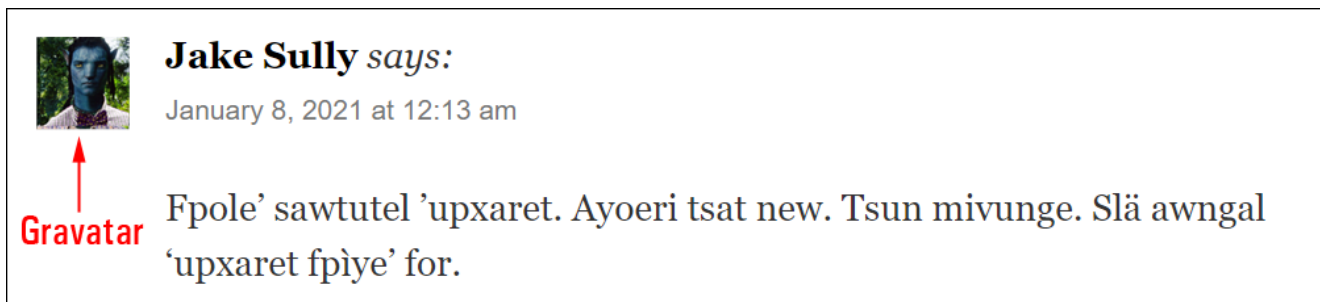 Jake Sully says:
January 8, 2021 at 12:13 am
Gravatar
Fpole’ sawtutel ’upxaret. Ayoeri tsat new. Tsun mivunge. Slä awngal
‘upxaret fpìye’ for.